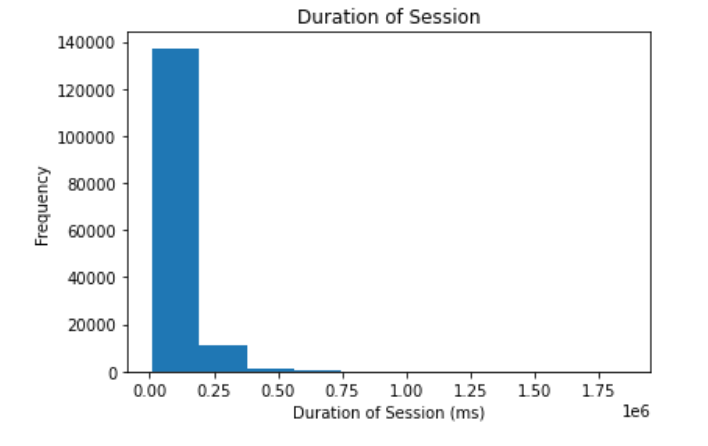 Duration of Session
140000
120000
100000
80000
60000
40000
20000
0
Frequency
0.00 0.25 0.50 0.75 1.00 1.25 1.50 1.75
1e6
Duration of Session (ms)